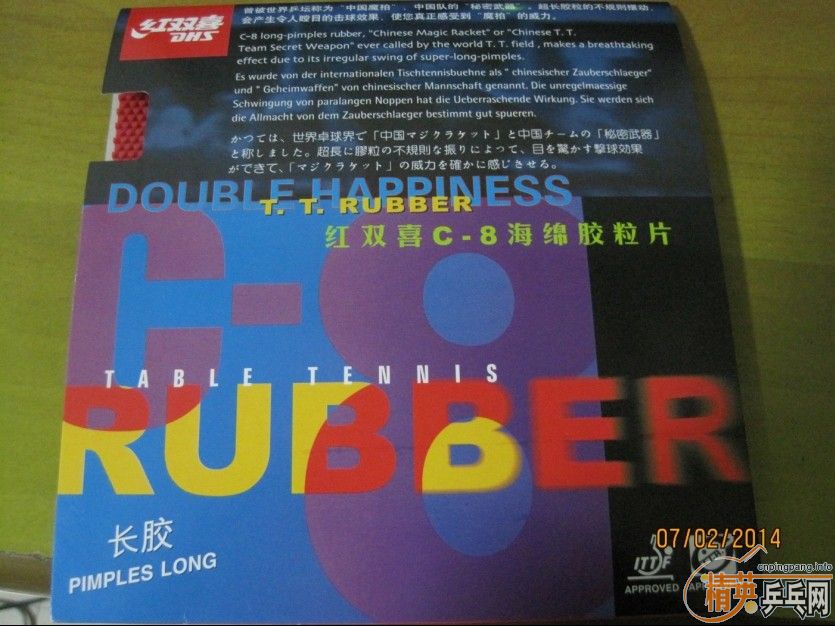 曾被世界乒坛称为“中国魔拍”、中国队的“秘密武器”，超长胶粒的不规则摆动，
会产生令人瞠目的击球效果，使您真正感受到“魔拍”的威力。
红双喜
DHS
C-8 long-pimples rubber, "Chinese Magic Racket" or "Chinese T. T.
Team Secret Weapon" ever called by the world T. T. field , makes a breathtaking
effect due to its irregular swing of super-long-pimples.
Es wurde von der internationalen Tischtennisbuehne als " chinesischer Zauberschlaeger"
und " Geheimwaffen" von chinesischer Mannschaft genannt. Die unregelmaessige
Schwingung von paralangen Noppen hat die Ueberraschende Wirkung. Sie werden sich
die Allmacht von dem Zauberschlaeger bestimmt gut spueren.
かつては、世界卓球界で「中国マジクラケット」と中国チームの「秘密武器」
と称しました。超長に膠粒の不規則な振りによって、目を驚かす撃球効果
ができて、「マジクラケット」の威力を確かに感じさせる。
DOUBLE HAPPINESS
T. T. RUBBER
红双喜C-8海绵胶粒片
C-8
TABLE TENNIS
RUBBER
长胶
PIMPLES LONG
07/02/2014
ITTF
APPROVED
cnpingpang.info
精英乒乓网